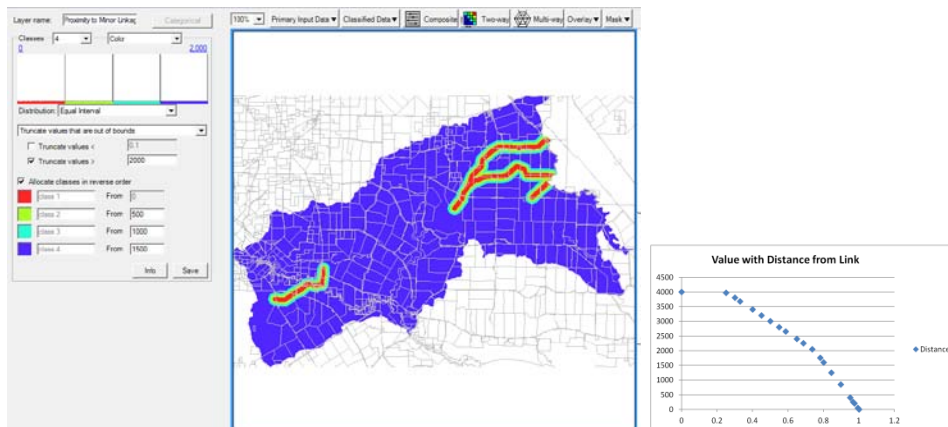 Layer name: Proximity to Minor Linkag Categorical
Classes 4 Color
0 2,000
Distribution: Equal Interval
Truncate values that are out of bounds
Truncate values < 0.1
Truncate values > 2000
Allocate classes in reverse order
class 1 From 0
class 2 From 500
class 3 From 1000
class 4 From 1500
Info Save
100% Primary Input Data Classified Data Composite Two-way Multi-way Overlay Mask
Value with Distance from Link
4500
4000
3500
3000
2500
2000
1500
1000
500
0
0 0.2 0.4 0.6 0.8 1 1.2
Distance